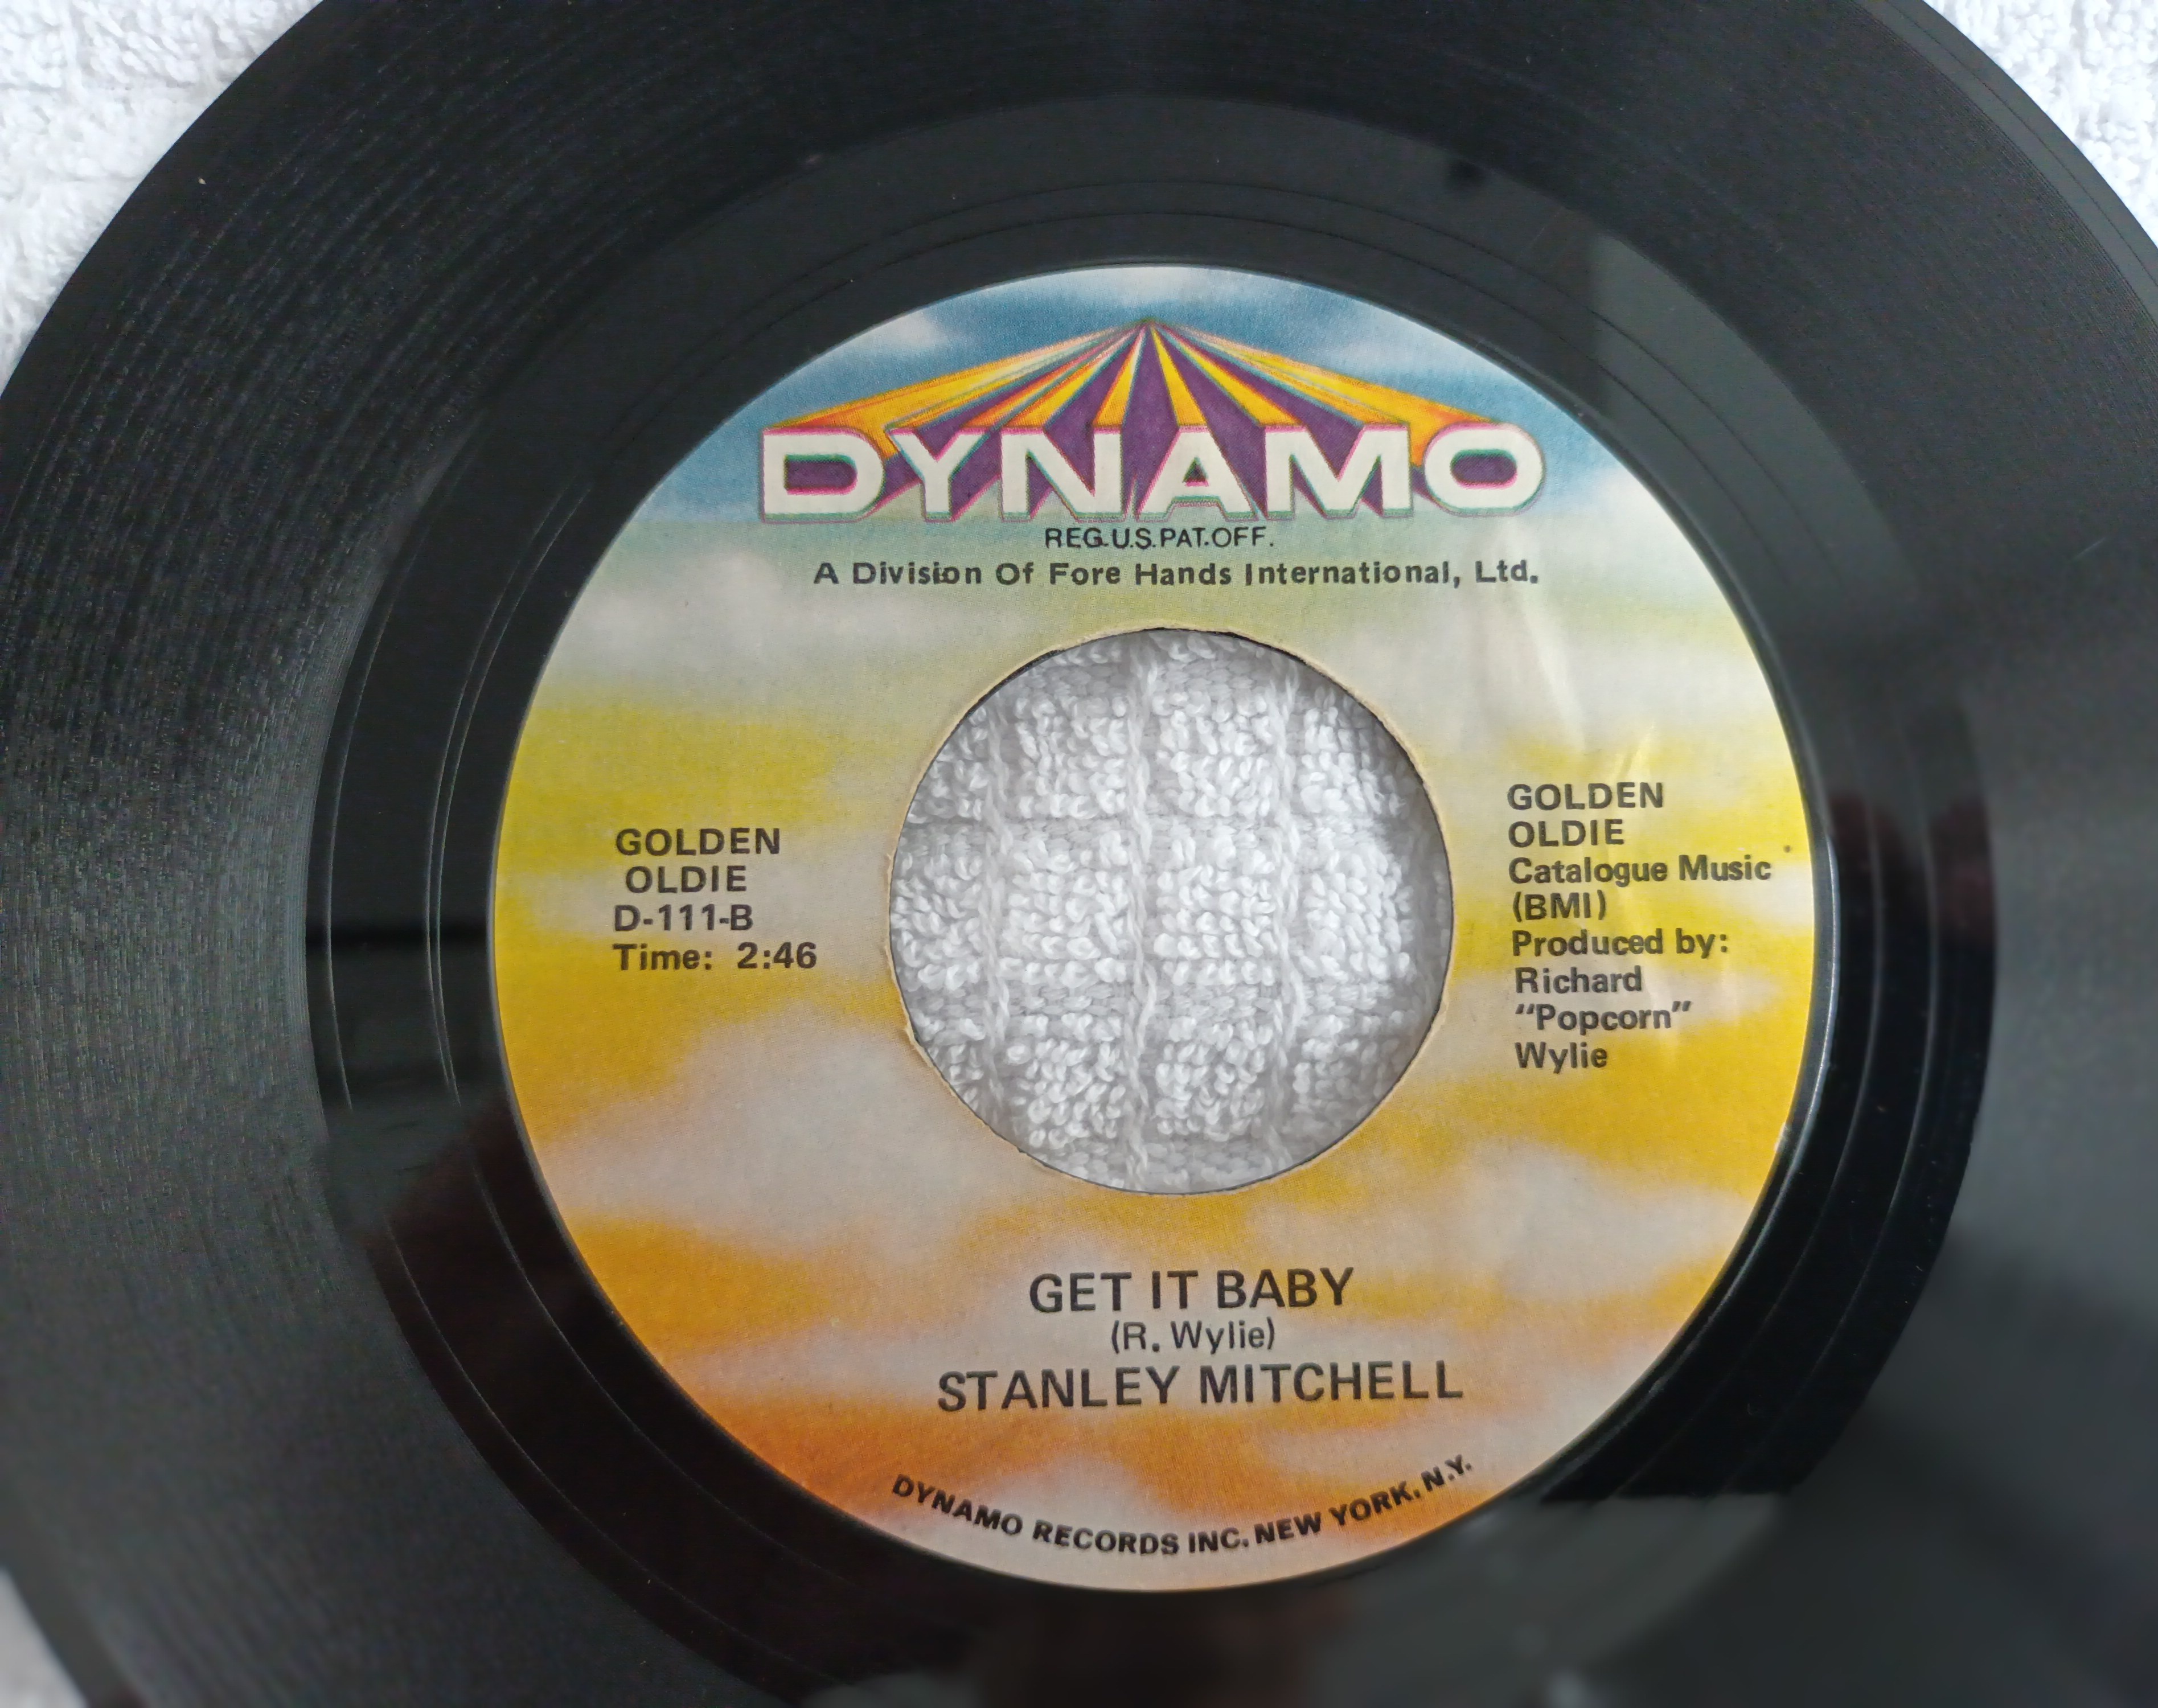 DYNAMO
REG.U.S.PAT.OFF.
A Division Of Fore Hands International, Ltd.
GOLDEN
OLDIE
D-111-B
Time: 2:46
GOLDEN
OLDIE
Catalogue Music
(BMI)
Produced by:
Richard
"Popcorn"
Wylie
GET IT BABY
(R. Wylie)
STANLEY MITCHELL
DYNAMO RECORDS INC. NEW YORK, N.Y.